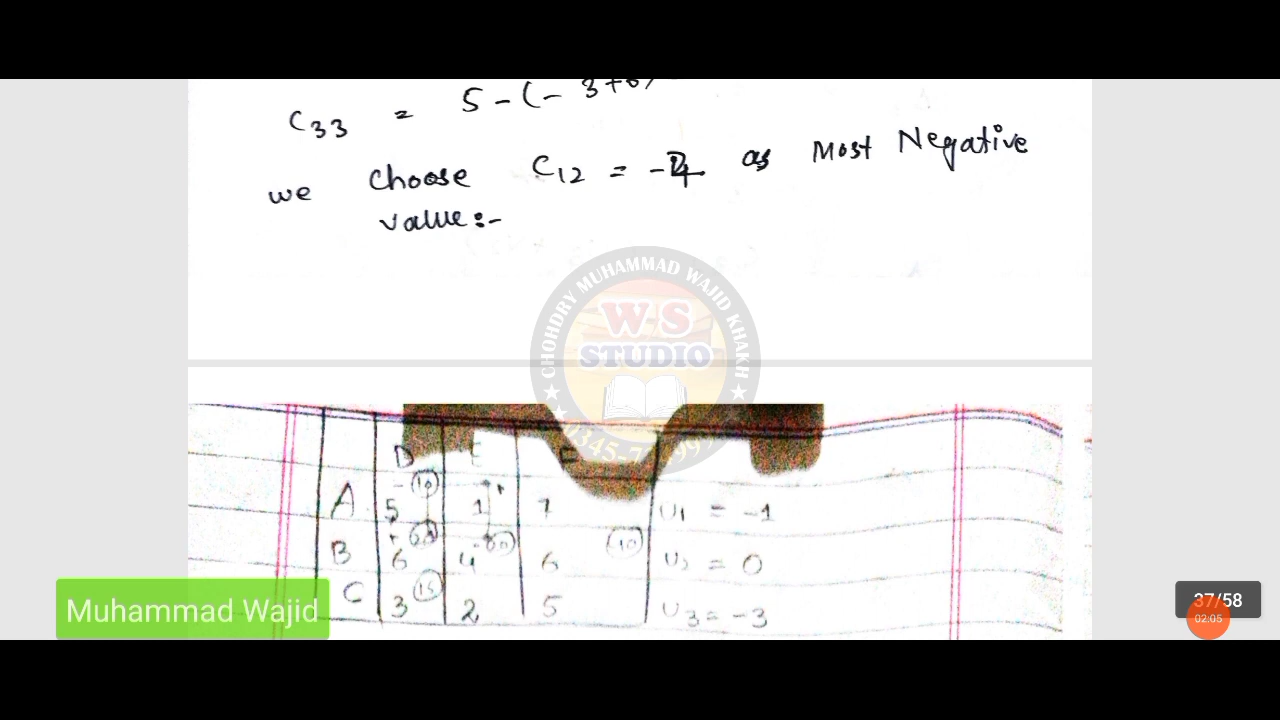 C33 = 5 - ( - 3+6)
we choose C12 = - as Most Negative
value:-
CHOHDRY MUHAMMAD WAJID KHAKH
WS
STUDIO
D E F
A 5 10 1 7 U1 = -1
B 6 4 6 10 = 0
C 3 15 2 5 U3 = -3
Muhammad Wajid
37/58
02:05